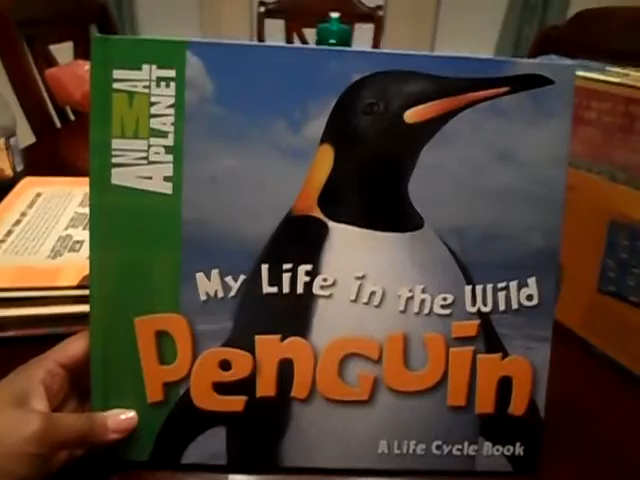 ANIMAL
PLANET
My Life in the Wild
Penguin
A Life Cycle Book